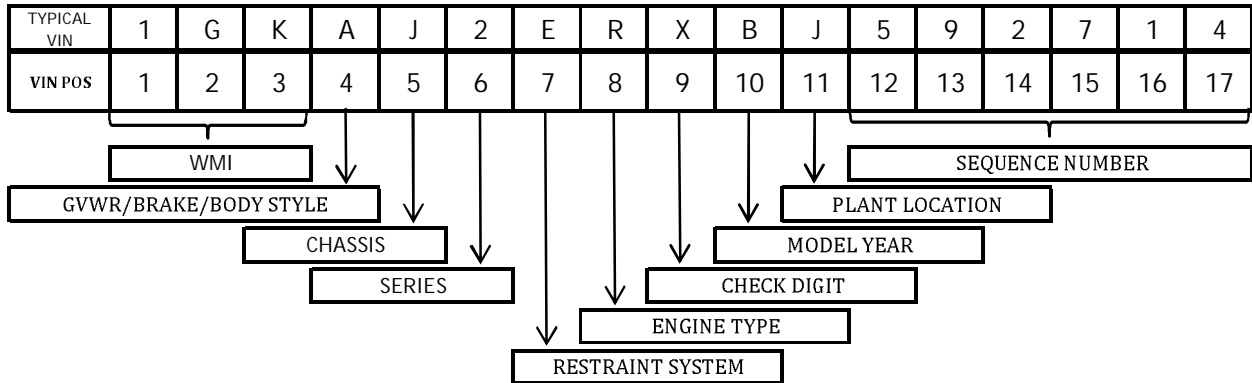 TYPICAL VIN 1 G K A J 2 E R X B J 5 9 2 7 1 4
VIN POS 1 2 3 4 5 6 7 8 9 10 11 12 13 14 15 16 17
WMI SEQUENCE NUMBER
GVWR/BRAKE/BODY STYLE PLANT LOCATION
CHASSIS MODEL YEAR
SERIES CHECK DIGIT
ENGINE TYPE
RESTRAINT SYSTEM